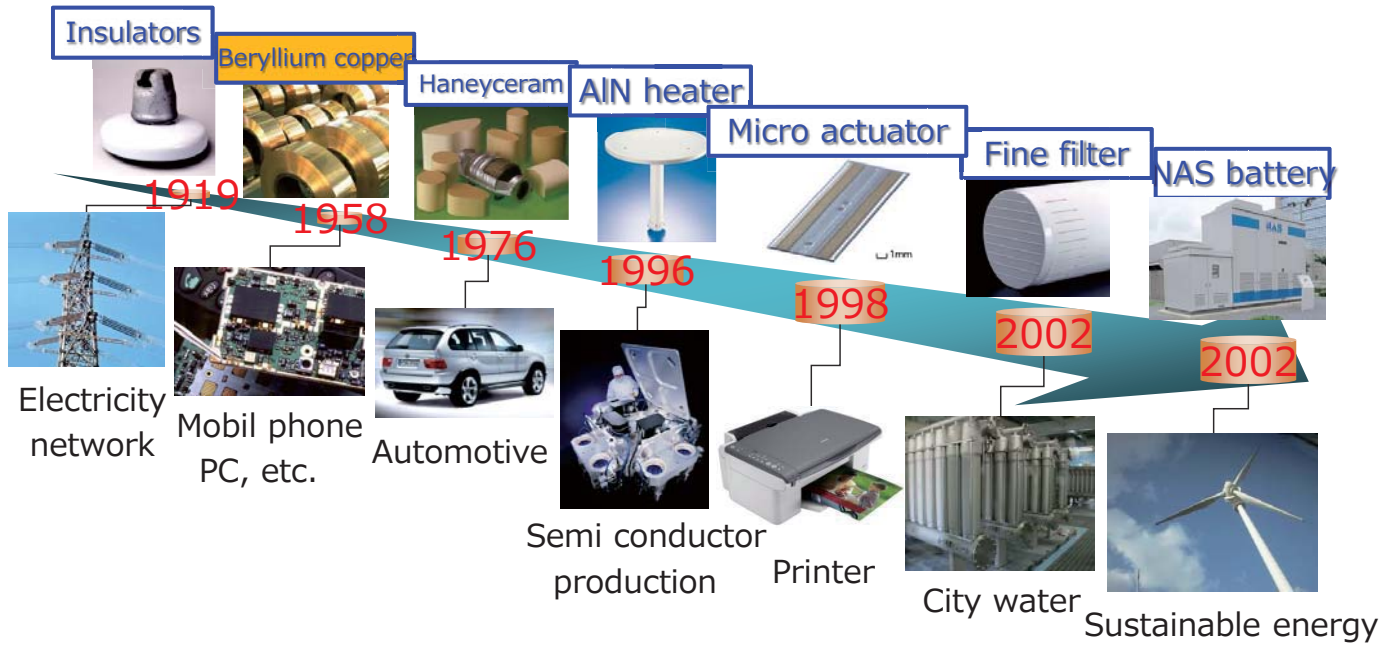 Insulators
Beryllium copper
Haneyceram
AlN heater
Micro actuator
Fine filter
NAS battery
NAS
1mm
1919
1958
1976
1996
1998
2002
2002
Electricity
network
Mobil phone
PC, etc.
Automotive
Semi conductor
production
Printer
City water
Sustainable energy